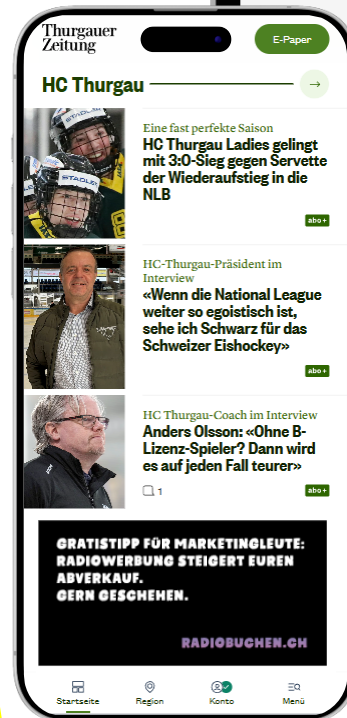 Thurgauer
Zeitung
E-Paper
HC Thurgau
Eine fast perfekte Saison
HC Thurgau Ladies gelingt
mit 3:0-Sieg gegen Servette
der Wiederaufstieg in die
NLB
abo+
STADLER
STADLER
HC-Thurgau-Präsident im
Interview
«Wenn die National League
weiter so egoistisch ist,
sehe ich Schwarz für das
Schweizer Eishockey»
abo+
HC Thurgau-Coach im Interview
Anders Olsson: «Ohne B-
Lizenz-Spieler? Dann wird
es auf jeden Fall teurer»
1
abo+
GRATISTIPP FÜR MARKETINGLEUTE:
RADIOWERBUNG STEIGERT EUREN
ABVERKAUF.
GERN GESCHEHEN.
RADIOBUCHEN.CH
Startseite Region Konto Menü